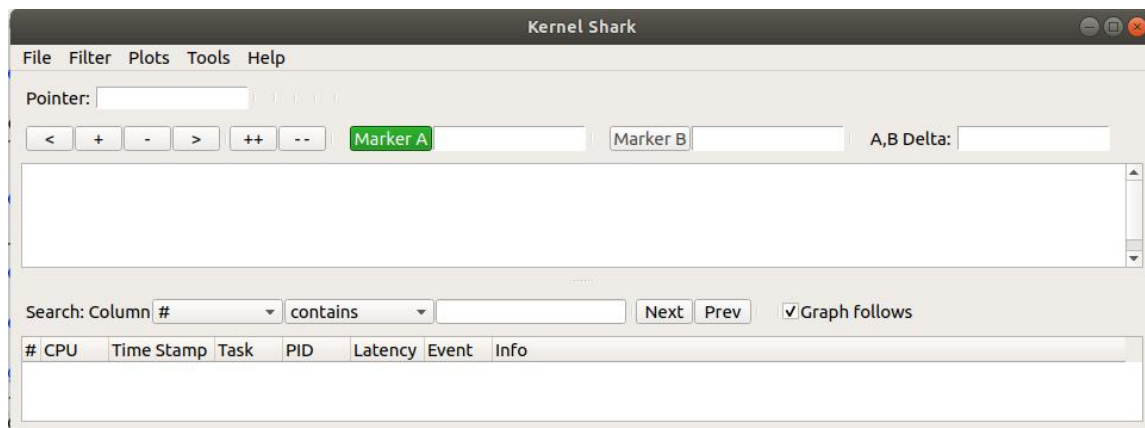 Kernel Shark
File Filter Plots Tools Help
Pointer:
< + - > ++ -- Marker A Marker B A,B Delta:
Search: Column # contains Next Prev Graph follows
# CPU Time Stamp Task PID Latency Event Info